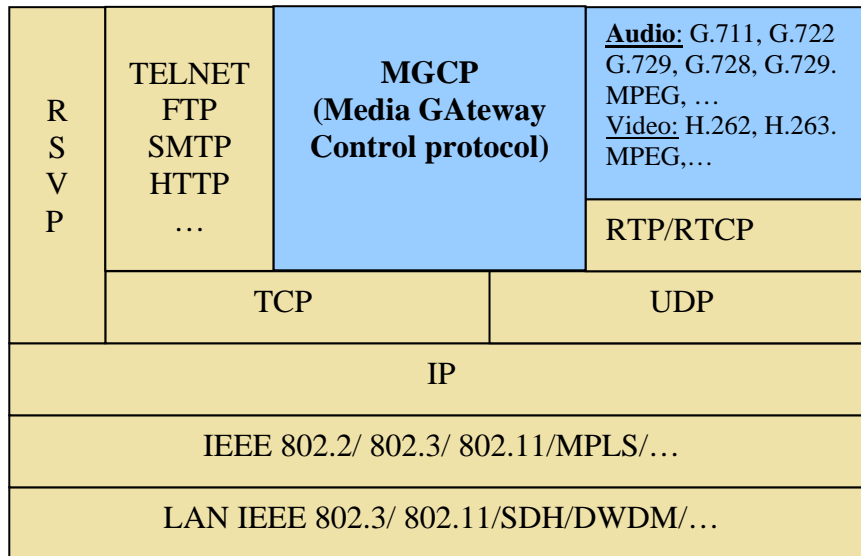 R
S
V
P
TELNET
FTP
SMTP
HTTP
…
MGCP
(Media GAteway
Control protocol)
Audio: G.711, G.722
G.729, G.728, G.729.
MPEG, …
Video: H.262, H.263.
MPEG,…
RTP/RTCP
TCP
UDP
IP
IEEE 802.2/ 802.3/ 802.11/MPLS/…
LAN IEEE 802.3/ 802.11/SDH/DWDM/…